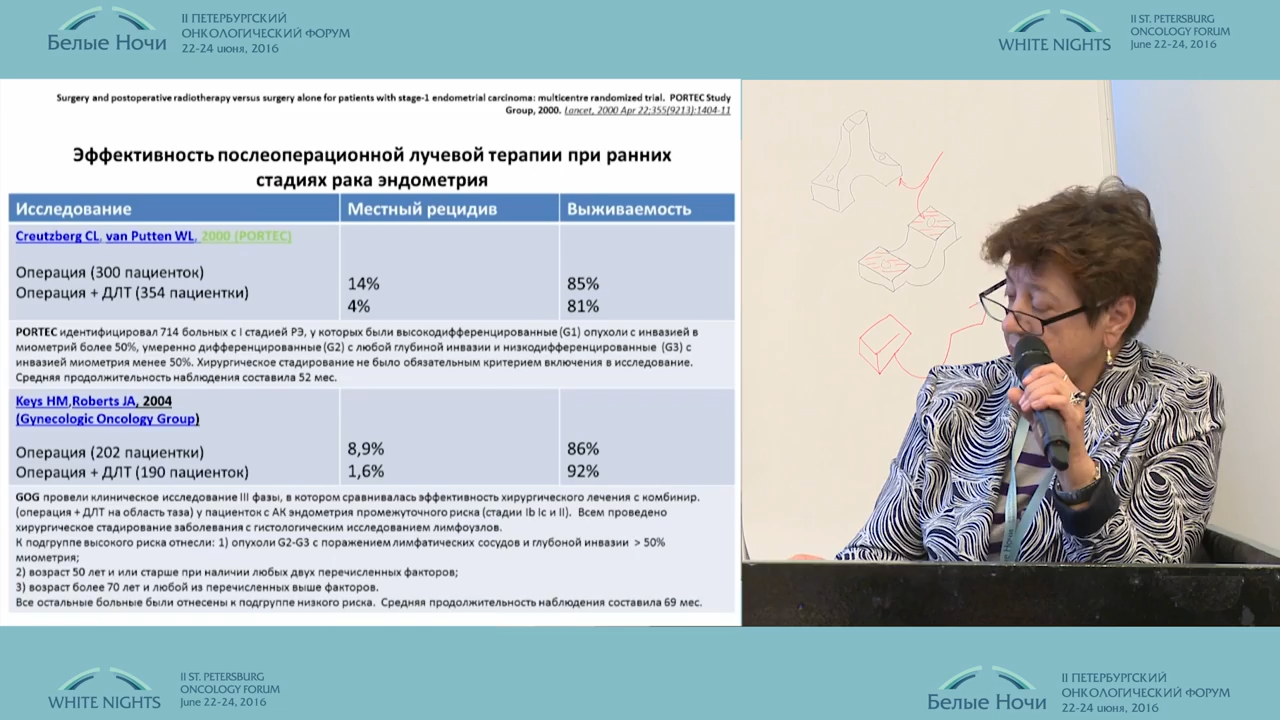 Белые Ночи
II ПЕТЕРБУРГСКИЙ
ОНКОЛОГИЧЕСКИЙ ФОРУМ
22-24 июня, 2016
WHITE NIGHTS
II ST. PETERSBURG
ONCOLOGY FORUM
June 22-24, 2016
Surgery and postoperative radiotherapy versus surgery alone for patients with stage-1 endometrial carcinoma: multicentre randomized trial. PORTEC Study
Group, 2000. Lancet, 2000 Apr 22;355(9213):1404-11
Эффективность послеоперационной лучевой терапии при ранних
стадиях рака эндометрия
Исследование Местный рецидив Выживаемость
Creutzberg CL, van Putten WL, 2000 (PORTEC)
Операция (300 пациенток) 14% 85%
Операция + ДЛТ (354 пациентки) 4% 81%
PORTEC идентифицировал 714 больных с I стадией РЭ, у которых были высокодифференцированные (G1) опухоли с инвазией в
миометрий более 50%, умеренно дифференцированные (G2) с любой глубиной инвазии и низкодифференцированные (G3) с
инвазией миометрия менее 50%. Хирургическое стадирование не было обязательным критерием включения в исследование.
Средняя продолжительность наблюдения составила 52 мес.
Keys HM,Roberts JA, 2004
(Gynecologic Oncology Group)
Операция (202 пациентки) 8,9% 86%
Операция + ДЛТ (190 пациенток) 1,6% 92%
GOG провели клиническое исследование III фазы, в котором сравнивалась эффективность хирургического лечения с комбинир.
(операция + ДЛТ на область таза) у пациенток с АК эндометрия промежуточного риска (стадии Ib Ic и II). Всем проведено
хирургическое стадирование заболевания с гистологическим исследованием лимфоузлов.
К подгруппе высокого риска отнесли: 1) опухоли G2-G3 с поражением лимфатических сосудов и глубоной инвазии > 50%
миометрия;
2) возраст 50 лет и или старше при наличии любых двух перечисленных факторов;
3) возраст более 70 лет и любой из перечисленных выше факторов.
Все остальные больные были отнесены к подгруппе низкого риска. Средняя продолжительность наблюдения составила 69 мес.
Белые Ночи
WHITE NIGHTS
II ST. PETERSBURG
ONCOLOGY FORUM
June 22-24, 2016
Белые Ночи
II ПЕТЕРБУРГСКИЙ
ОНКОЛОГИЧЕСКИЙ ФОРУМ
22-24 июня, 2016